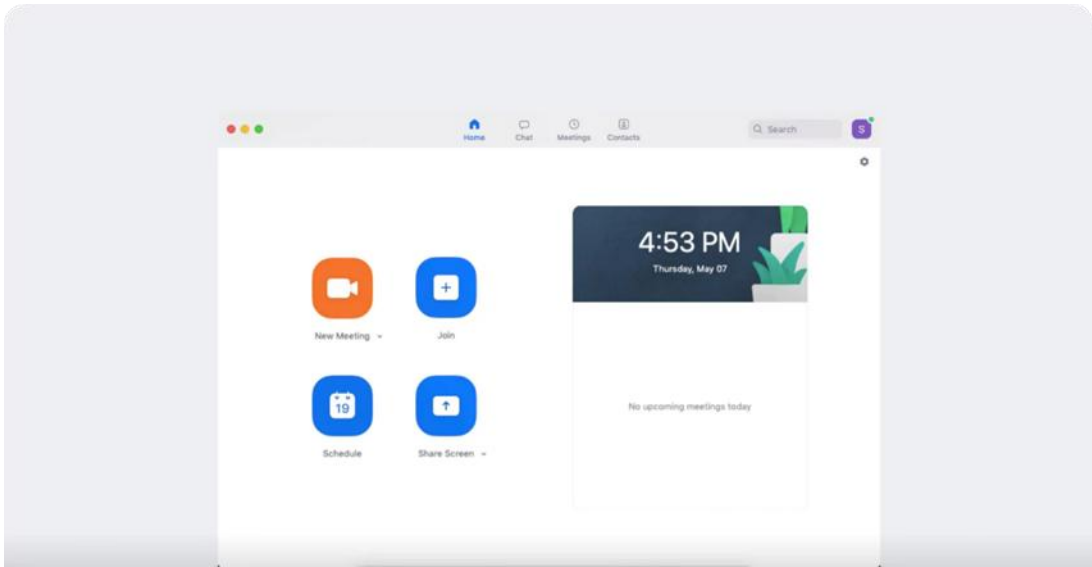 Home Chat Meetings Contacts Search S
4:53 PM
Thursday, May 07
New Meeting Join
19
Schedule Share Screen
No upcoming meetings today